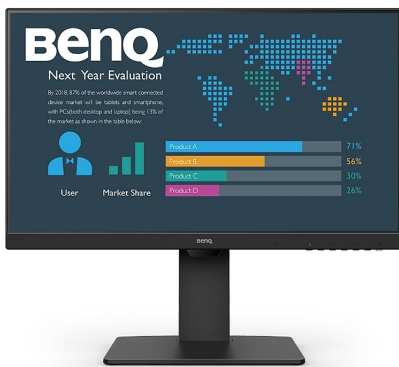 BenQ
Next Year Evaluation
By 2018, 87% of the worldwide smart connected
device market will be tablets and smartphone,
with PCs(both desktop and loptop) being 13% of
the market as shown in the table below:
Product A 71%
Product B 56%
Product C 30%
Product D 26%
User Market Share
BenQ